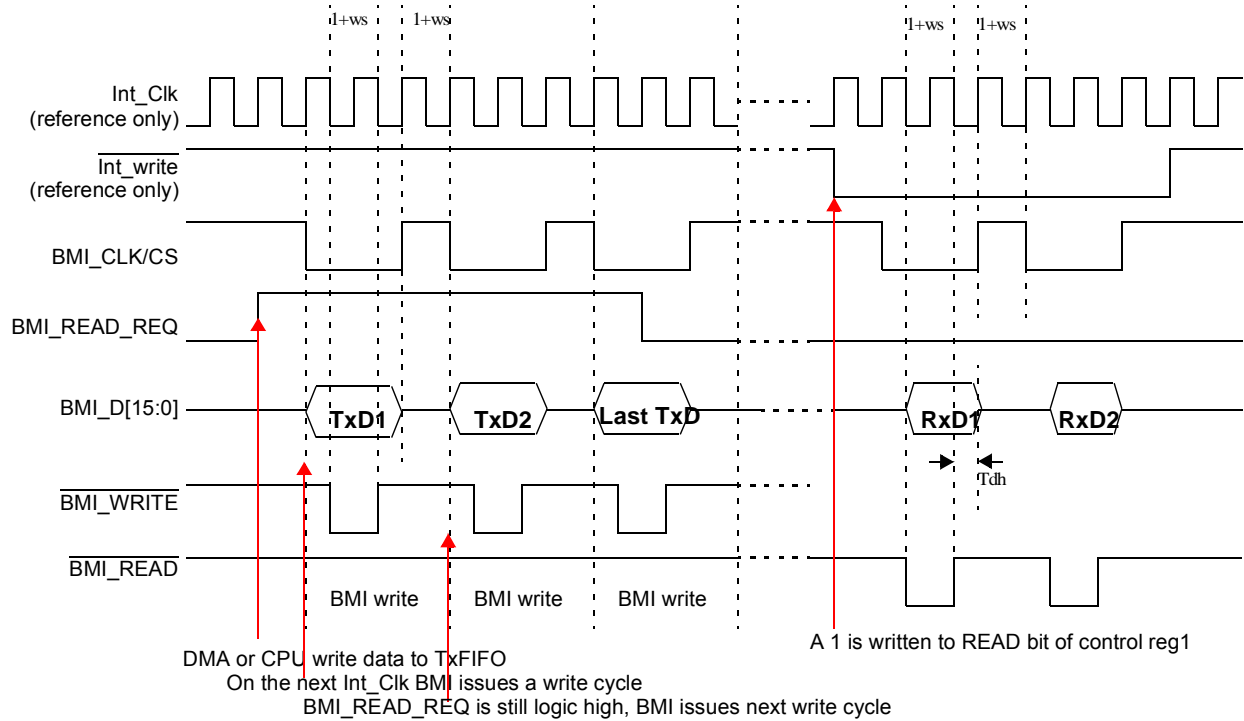 1+ws 1+ws 1+ws 1+ws
Int_Clk
(reference only)
Int_write
(reference only)
BMI_CLK/CS
BMI_READ_REQ
BMI_D[15:0] TxD1 TxD2 Last TxD RxD1 RxD2
Tdh
BMI_WRITE
BMI_READ
BMI write BMI write BMI write
A 1 is written to READ bit of control reg1
DMA or CPU write data to TxFIFO
On the next Int_Clk BMI issues a write cycle
BMI_READ_REQ is still logic high, BMI issues next write cycle